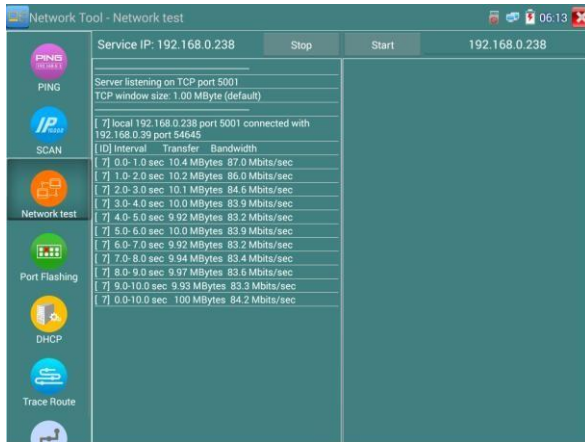 Network Tool - Network test
06:13
PING
PING
IP
SCAN
Network test
Port Flashing
DHCP
Trace Route
Service IP: 192.168.0.238
Stop
Start
192.168.0.238
Server listening on TCP port 5001
TCP window size: 1.00 MByte (default)
[ 7] local 192.168.0.238 port 5001 connected with
192.168.0.39 port 54645
[ ID] Interval Transfer Bandwidth
[ 7] 0.0- 1.0 sec 10.4 MBytes 87.0 Mbits/sec
[ 7] 1.0- 2.0 sec 10.2 MBytes 86.0 Mbits/sec
[ 7] 2.0- 3.0 sec 10.1 MBytes 84.6 Mbits/sec
[ 7] 3.0- 4.0 sec 10.0 MBytes 83.9 Mbits/sec
[ 7] 4.0- 5.0 sec 9.92 MBytes 83.2 Mbits/sec
[ 7] 5.0- 6.0 sec 10.0 MBytes 83.9 Mbits/sec
[ 7] 6.0- 7.0 sec 9.92 MBytes 83.2 Mbits/sec
[ 7] 7.0- 8.0 sec 9.94 MBytes 83.4 Mbits/sec
[ 7] 8.0- 9.0 sec 9.97 MBytes 83.6 Mbits/sec
[ 7] 9.0-10.0 sec 9.93 MBytes 83.3 Mbits/sec
[ 7] 0.0-10.0 sec 100 MBytes 84.2 Mbits/sec